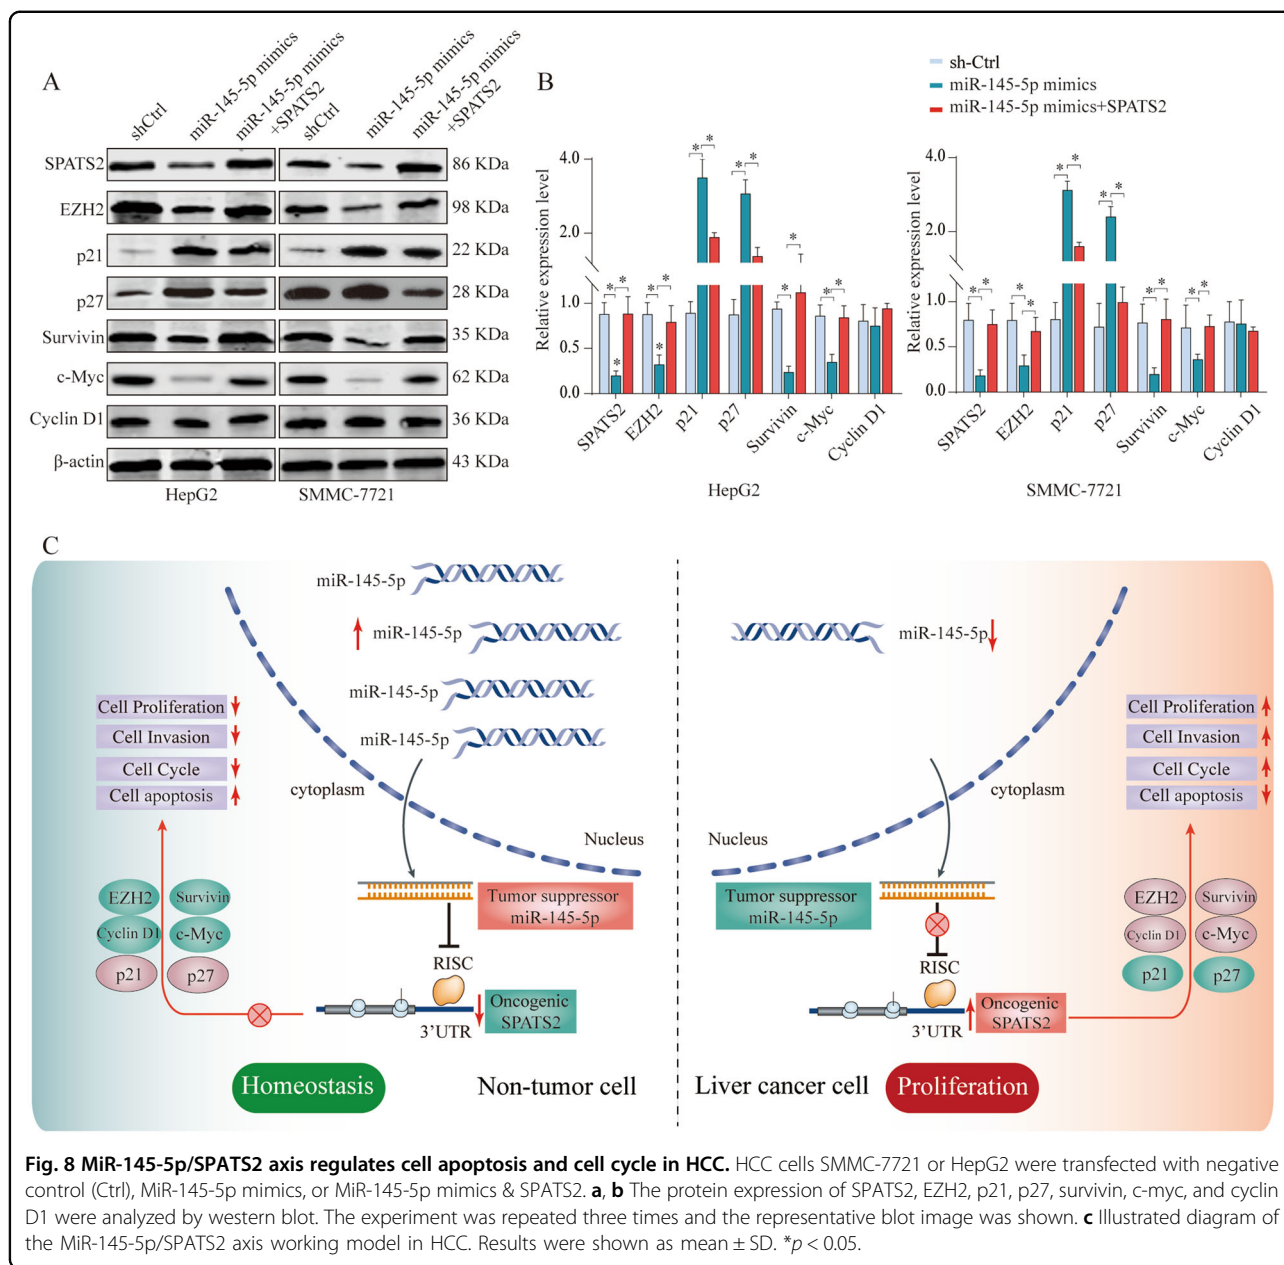 A
shCtrl
miR-145-5p mimics
miR-145-5p mimics
+SPATS2
shCtrl
miR-145-5p mimics
miR-145-5p mimics
+SPATS2
SPATS2
86 KDa
EZH2
98 KDa
p21
22 KDa
p27
28 KDa
Survivin
35 KDa
c-Myc
62 KDa
Cyclin D1
36 KDa
β-actin
43 KDa
HepG2
SMMC-7721
B
sh-Ctrl
miR-145-5p mimics
miR-145-5p mimics+SPATS2
Relative expression level
4.0
2.0
1.0
0.5
0.0
* * * * * * * * * * * * *
SPATS2
EZH2
p21
p27
Survivin
c-Myc
Cyclin D1
HepG2
Relative expression level
4.0
2.0
1.0
0.5
0.0
* * * * * * * * * * * *
SPATS2
EZH2
p21
p27
Survivin
c-Myc
Cyclin D1
SMMC-7721
C
miR-145-5p
miR-145-5p
miR-145-5p
miR-145-5p
Cell Proliferation
Cell Invasion
Cell Cycle
Cell apoptosis
cytoplasm
Nucleus
EZH2
Survivin
Cyclin D1
c-Myc
p21
p27
Tumor suppressor
miR-145-5p
RISC
3'UTR
Oncogenic
SPATS2
Homeostasis
Non-tumor cell
miR-145-5p
Cell Proliferation
Cell Invasion
Cell Cycle
Cell apoptosis
cytoplasm
Nucleus
Tumor suppressor
miR-145-5p
EZH2
Survivin
Cyclin D1
c-Myc
p21
p27
RISC
3'UTR
Oncogenic
SPATS2
Liver cancer cell
Proliferation
Fig. 8 MiR-145-5p/SPATS2 axis regulates cell apoptosis and cell cycle in HCC. HCC cells SMMC-7721 or HepG2 were transfected with negative
control (Ctrl), MiR-145-5p mimics, or MiR-145-5p mimics & SPATS2. a, b The protein expression of SPATS2, EZH2, p21, p27, survivin, c-myc, and cyclin
D1 were analyzed by western blot. The experiment was repeated three times and the representative blot image was shown. c Illustrated diagram of
the MiR-145-5p/SPATS2 axis working model in HCC. Results were shown as mean ± SD. *p < 0.05.